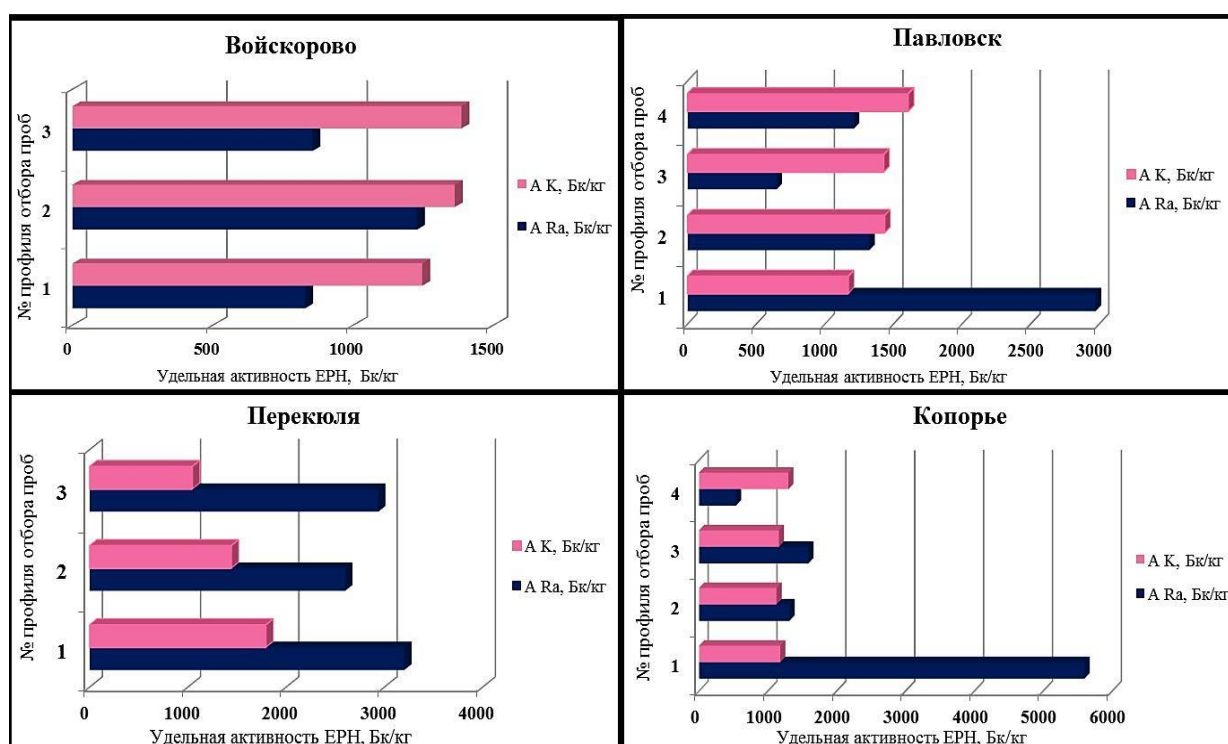 Войскорово
№ профиля отбора проб
3
2
1
0 500 1000 1500
Удельная активность ЕРН, Бк/кг
А K, Бк/кг
А Ra, Бк/кг
Павловск
№ профиля отбора проб
4
3
2
1
0 500 1000 1500 2000 2500 3000
Удельная активность ЕРН, Бк/кг
А K, Бк/кг
А Ra, Бк/кг
Перекюля
№ профиля отбора проб
3
2
1
0 1000 2000 3000 4000
Удельная активность ЕРН, Бк/кг
А K, Бк/кг
А Ra, Бк/кг
Копорье
№ профиля отбора проб
4
3
2
1
0 1000 2000 3000 4000 5000 6000
Удельная активность ЕРН, Бк/кг
А K, Бк/кг
А Ra, Бк/кг